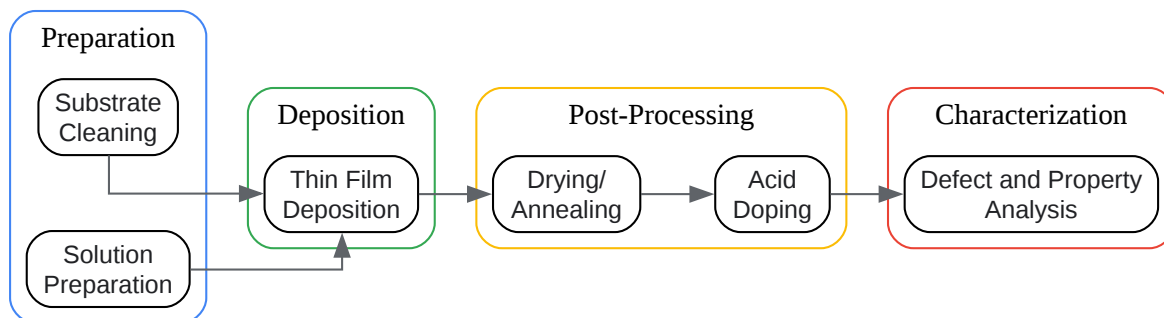 Preparation
Substrate
Cleaning
Solution
Preparation
Deposition
Thin Film
Deposition
Post-Processing
Drying/
Annealing
Acid
Doping
Characterization
Defect and Property
Analysis